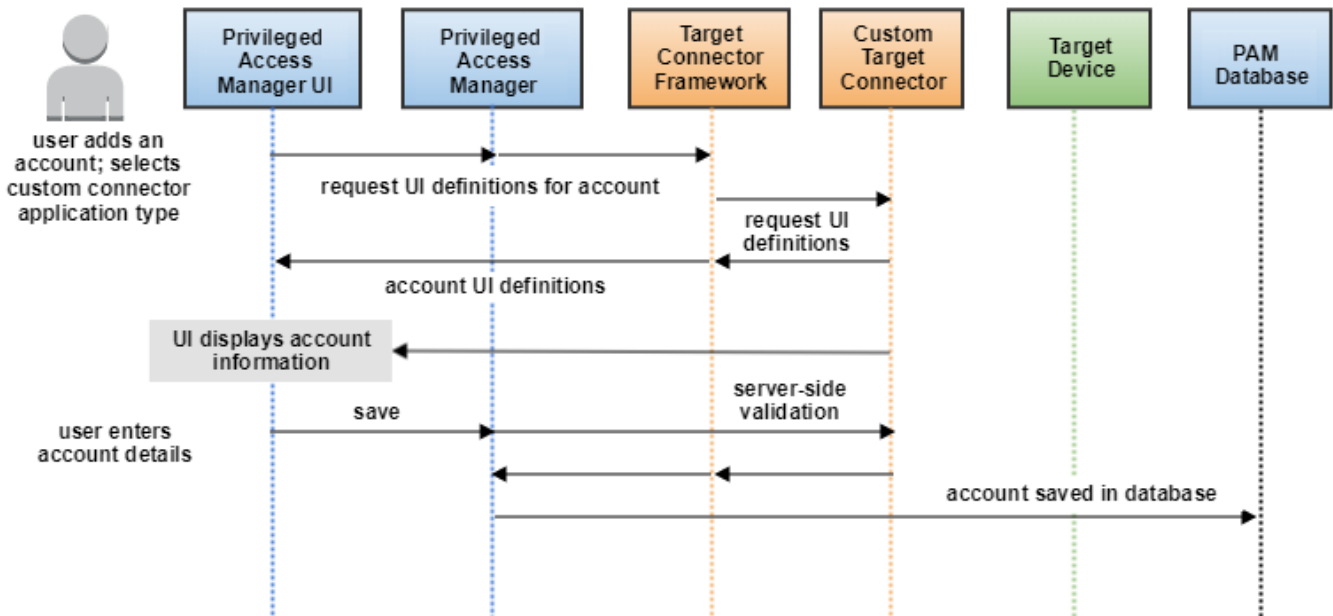 Privileged
Access
Manager UI
Privileged
Access
Manager
Target
Connector
Framework
Custom
Target
Connector
Target
Device
PAM
Database
user adds an
account; selects
custom connector
application type
request UI definitions for account
request UI
definitions
account UI definitions
UI displays account
information
save
server-side
validation
user enters
account details
account saved in database